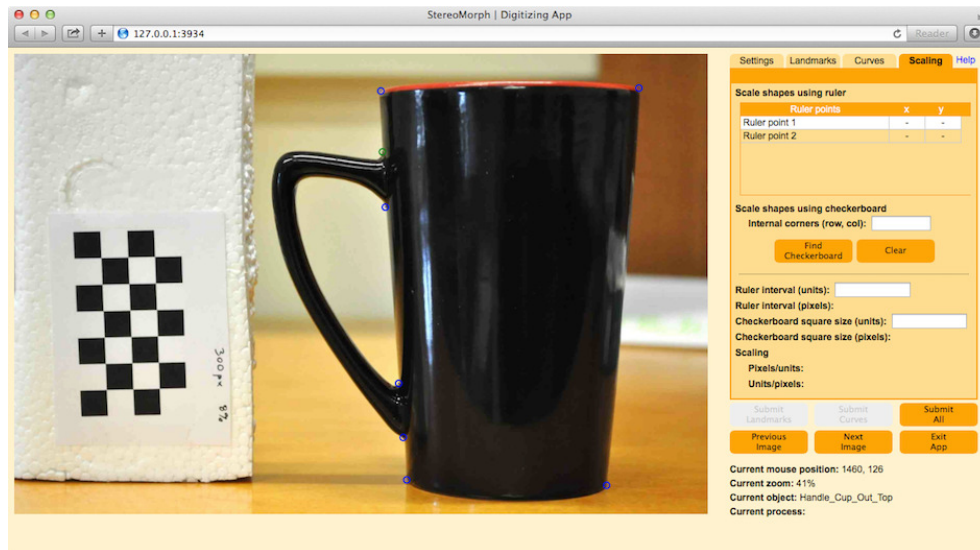 StereoMorph | Digitizing App
127.0.0.1:3934
Reader
Settings Landmarks Curves Scaling Help
Scale shapes using ruler
Ruler points x y
Ruler point 1 - -
Ruler point 2 - -
Scale shapes using checkerboard
Internal corners (row, col):
Find
Checkerboard
Clear
Ruler interval (units):
Ruler interval (pixels):
Checkerboard square size (units):
Checkerboard square size (pixels):
Scaling
Pixels/units:
Units/pixels:
Submit
Landmarks
Submit
Curves
Submit
All
Previous
Image
Next
Image
Exit
App
Current mouse position: 1460, 126
Current zoom: 41%
Current object: Handle_Cup_Out_Top
Current process:
300px 8%